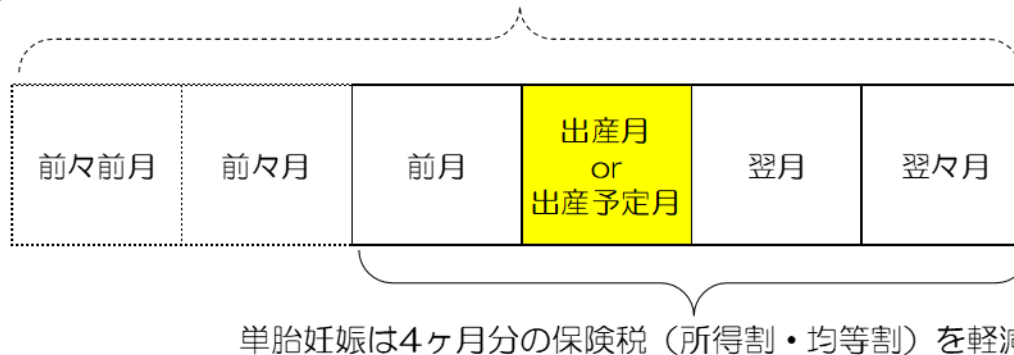 前々前月
前々月
前月
出産月
or
出産予定月
翌月
翌々月
単胎妊娠は4ヶ月分の保険税（所得割・均等割）を軽減